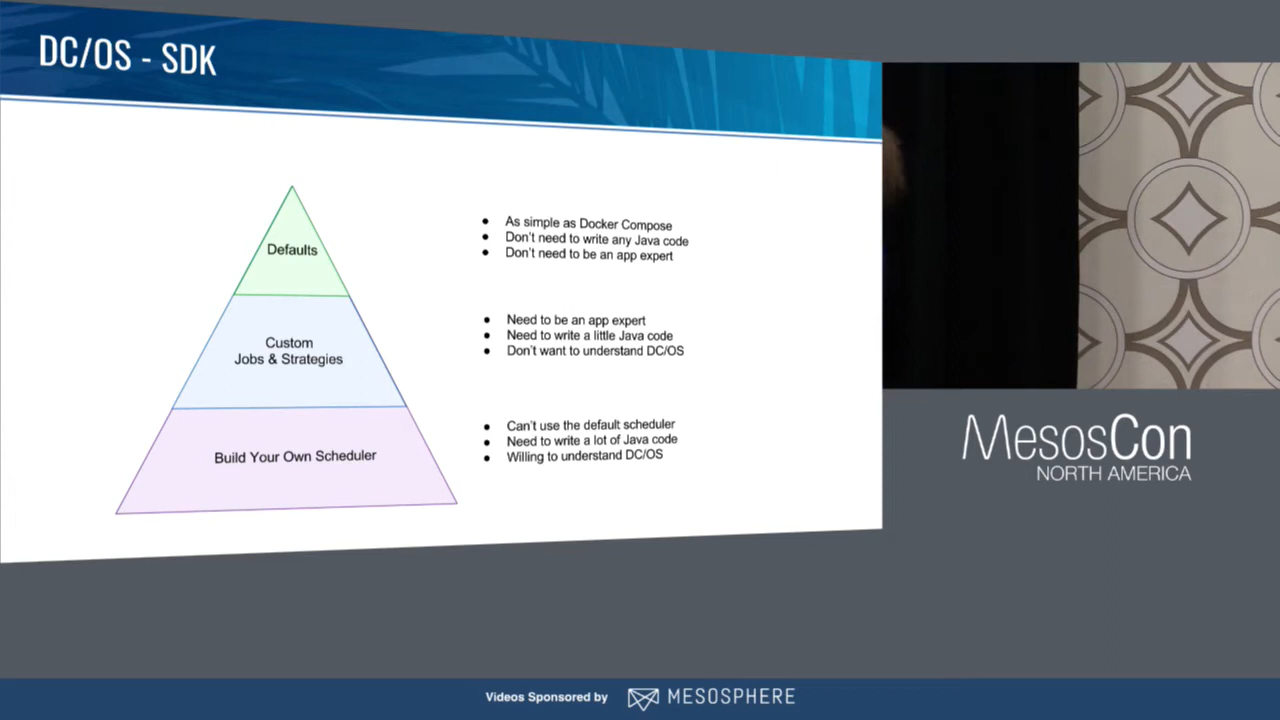 DC/OS - SDK
Defaults
As simple as Docker Compose
Don't need to write any Java code
Don't need to be an app expert
Custom
Jobs & Strategies
Need to be an app expert
Need to write a little Java code
Don't want to understand DC/OS
Build Your Own Scheduler
Can't use the default scheduler
Need to write a lot of Java code
Willing to understand DC/OS
MesosCon
NORTH AMERICA
Videos Sponsored by MESOSPHERE